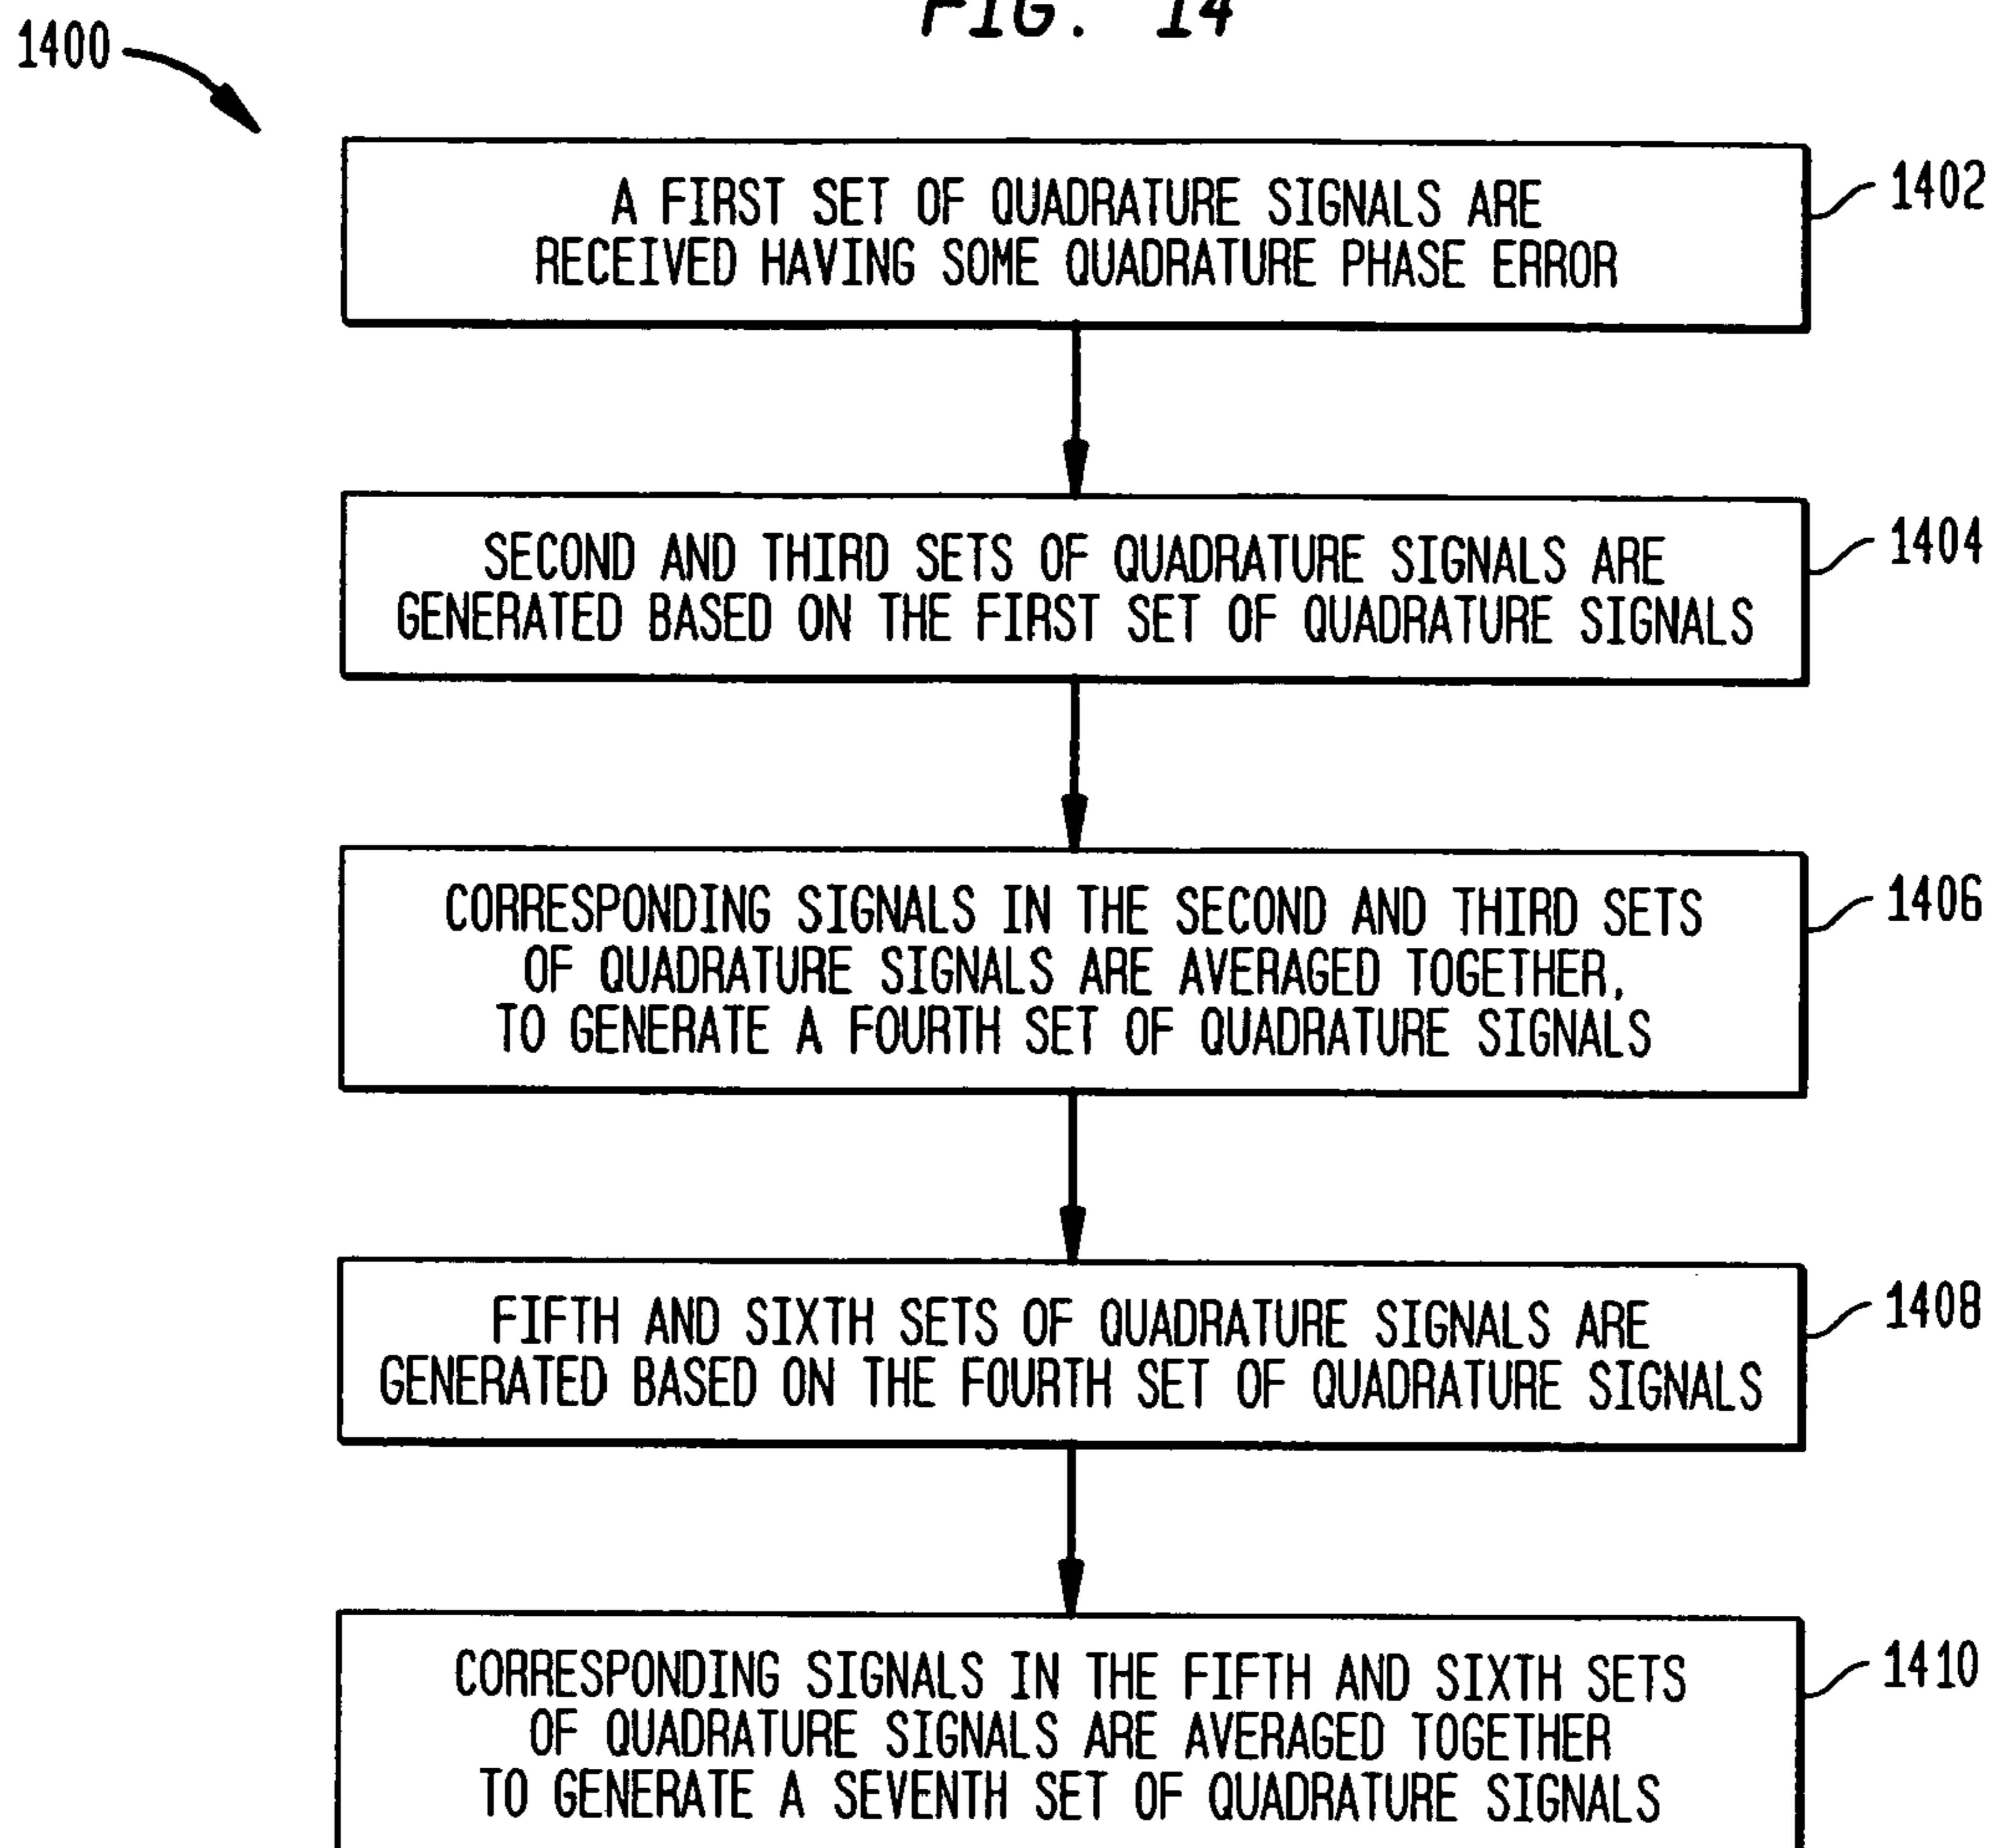 FIG. 14
1400
A FIRST SET OF QUADRATURE SIGNALS ARE
RECEIVED HAVING SOME QUADRATURE PHASE ERROR
1402
SECOND AND THIRD SETS OF QUADRATURE SIGNALS ARE
GENERATED BASED ON THE FIRST SET OF QUADRATURE SIGNALS
1404
CORRESPONDING SIGNALS IN THE SECOND AND THIRD SETS
OF QUADRATURE SIGNALS ARE AVERAGED TOGETHER,
TO GENERATE A FOURTH SET OF QUADRATURE SIGNALS
1406
FIFTH AND SIXTH SETS OF QUADRATURE SIGNALS ARE
GENERATED BASED ON THE FOURTH SET OF QUADRATURE SIGNALS
1408
CORRESPONDING SIGNALS IN THE FIFTH AND SIXTH SETS
OF QUADRATURE SIGNALS ARE AVERAGED TOGETHER
TO GENERATE A SEVENTH SET OF QUADRATURE SIGNALS
1410